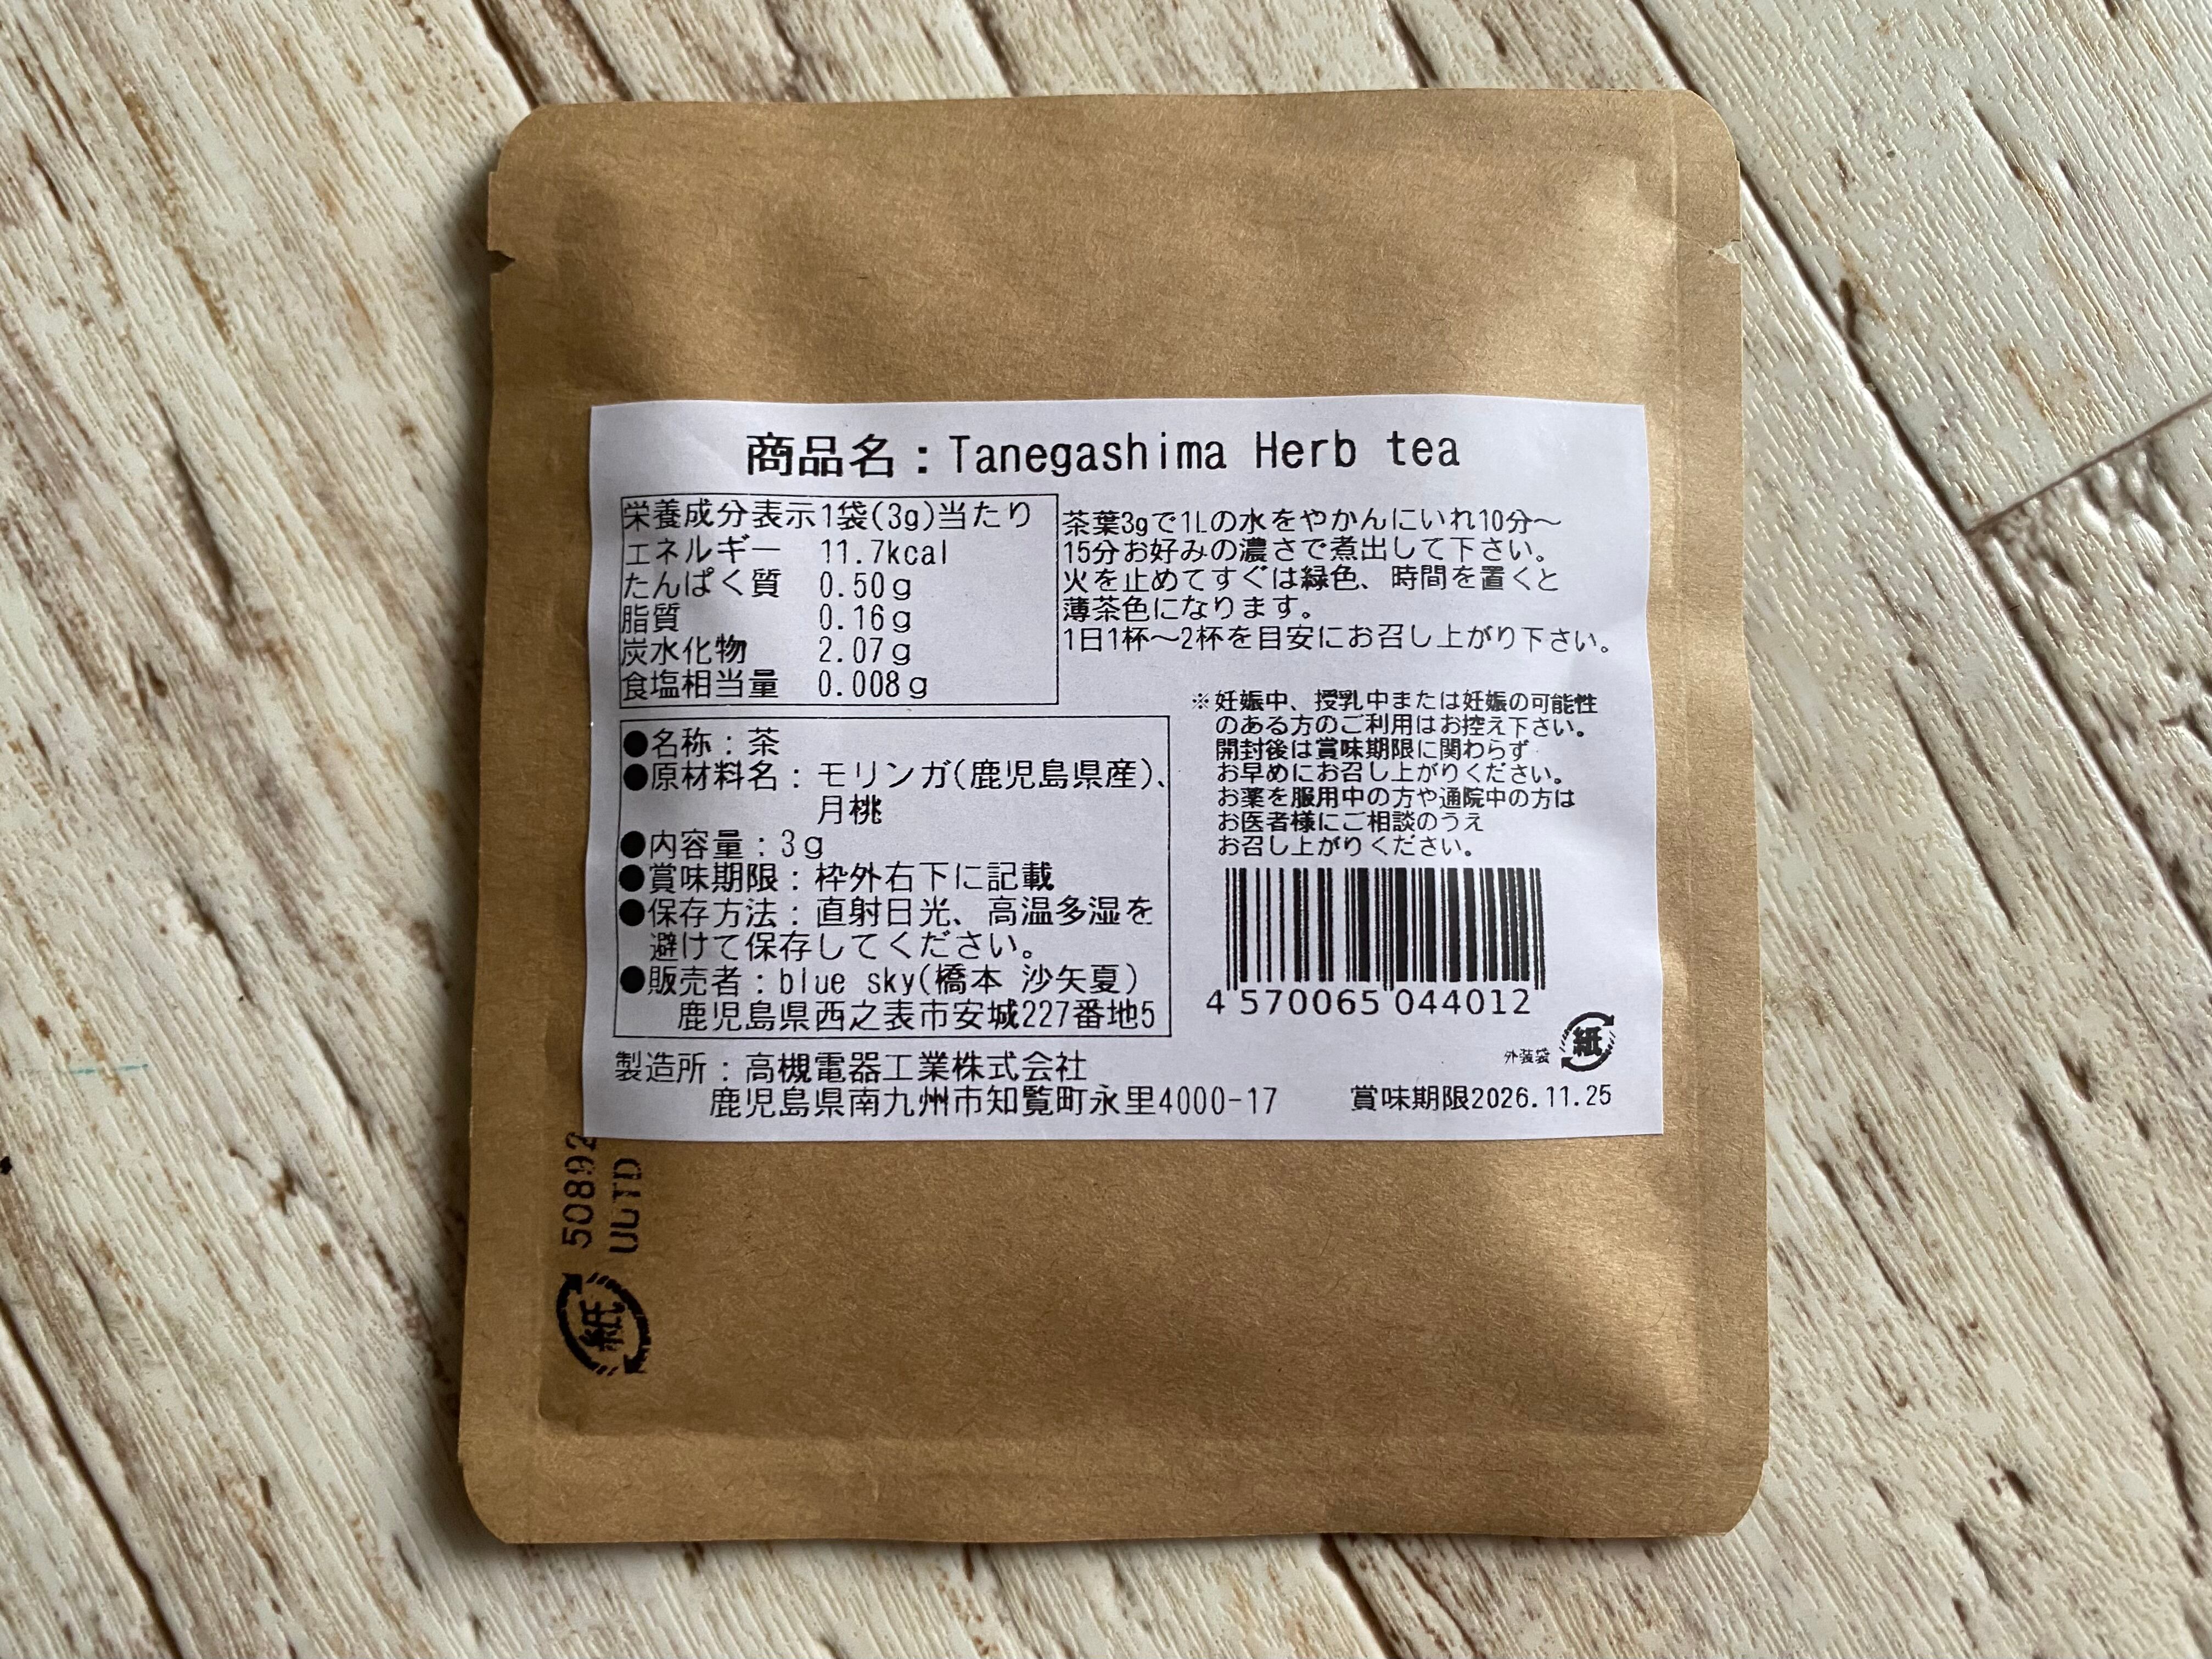 商品名：Tanegashima Herb tea
栄養成分表示1袋(3g)当たり
エネルギー 11.7kcal
たんぱく質 0.50g
脂質 0.16g
炭水化物 2.07g
食塩相当量 0.008g
茶葉3gで1Lの水をやかんにいれ10分～
15分お好みの濃さで煮出して下さい。
火を止めてすぐは緑色、時間を置くと
薄茶色になります。
1日1杯～2杯を目安にお召し上がり下さい。
※妊娠中、授乳中または妊娠の可能性
のある方のご利用はお控え下さい。
開封後は賞味期限に関わらず
お早めにお召し上がりください。
お薬を服用中の方や通院中の方は
お医者様にご相談のうえ
お召し上がりください。
●名称：茶
●原材料名：モリンガ(鹿児島県産)、
月桃
●内容量：3g
●賞味期限：枠外右下に記載
●保存方法：直射日光、高温多湿を
避けて保存してください。
●販売者：blue sky(橋本 沙矢夏)
鹿児島県西之表市安城227番地5
4 570065 044012
外装袋 紙
製造所：高槻電器工業株式会社
鹿児島県南九州市知覧町永里4000-17
賞味期限2026.11.25
50892
紙